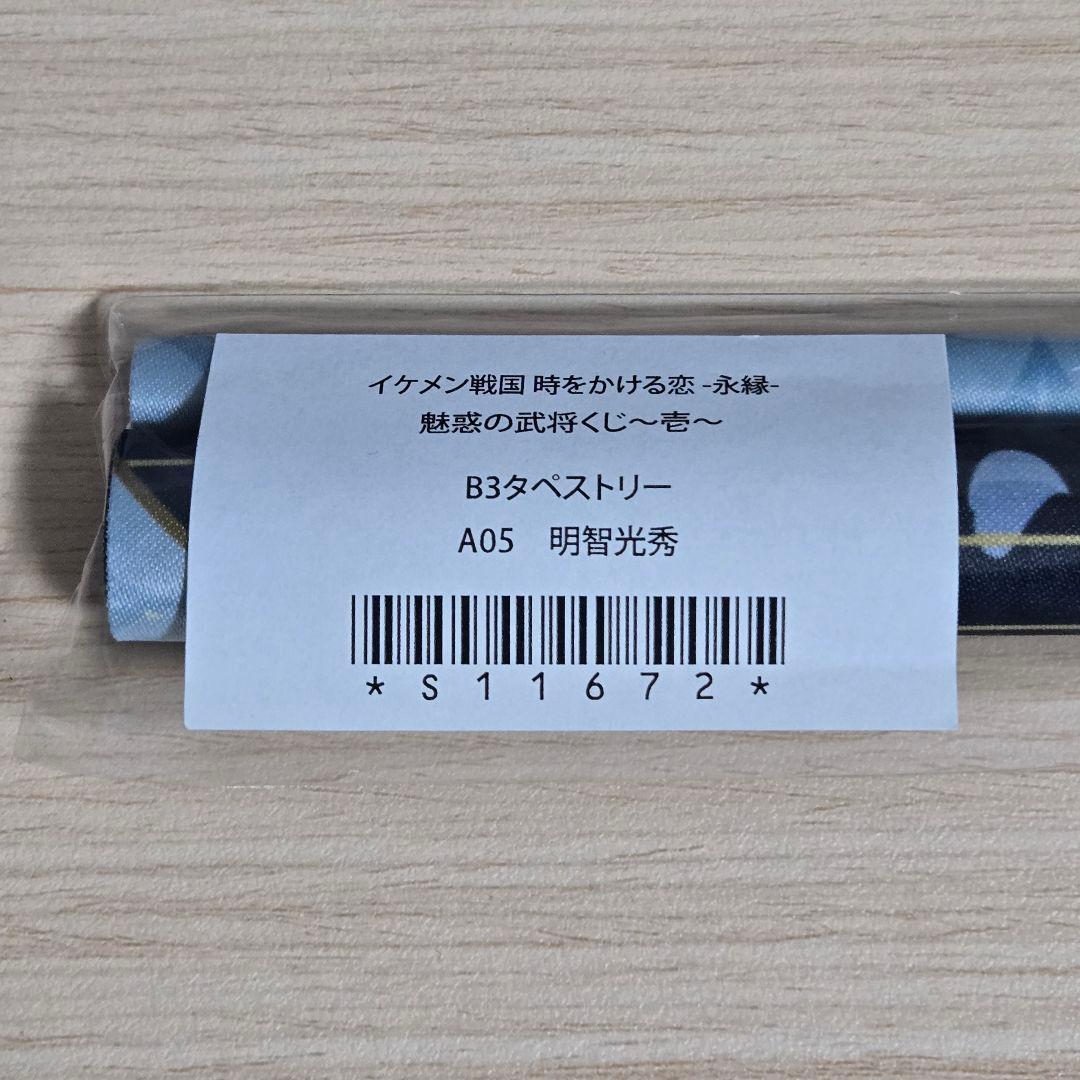 イケメン戦国 時をかける恋 -永縁-
魅惑の武将くじ～壱～
B3タペストリー
A05　明智光秀
*S11672*